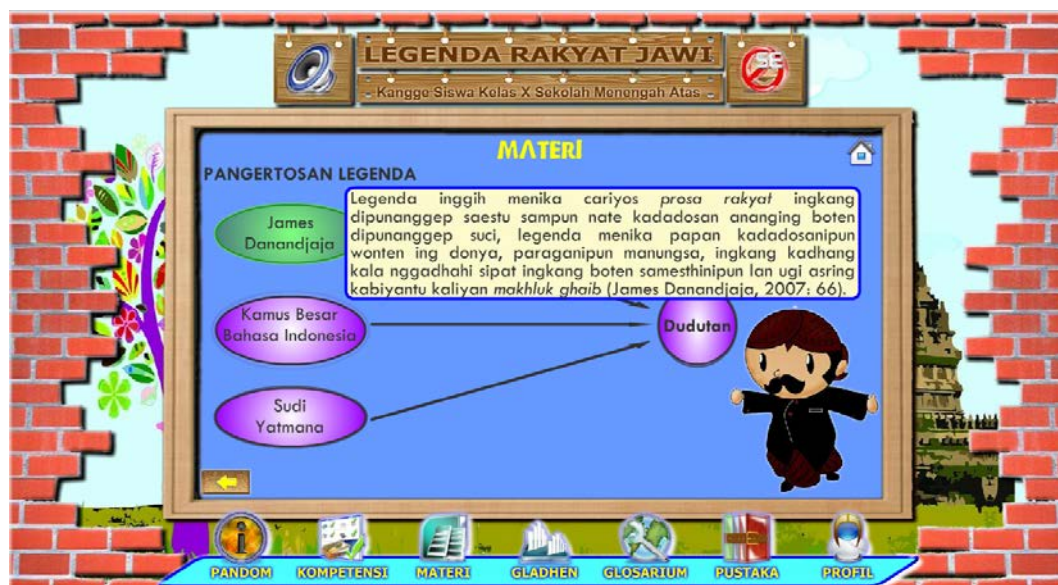 LEGENDA RAKYAT JAWI
Kangge Siswa Kelas X Sekolah Menengah Atas
MATERI
PANGERTOSAN LEGENDA
James
Danandjaja
Legenda inggih menika cariyos prosa rakyat ingkang
dipunanggep saestu sampun nate kadadosan ananging boten
dipunanggep suci, legenda menika papan kadadosanipun
wonten ing donya, paraganipun manungsa, ingkang kadhang
kala nggadhahi sipat ingkang boten samesthinipun lan ugi asring
kabiyantu kaliyan makhluk ghaib (James Danandjaja, 2007: 66).
Kamus Besar
Bahasa Indonesia
Dudutan
Sudi
Yatmana
PANDOM
KOMPETENSI
MATERI
GLADHEN
GLOSARIUM
PUSTAKA
PROFIL